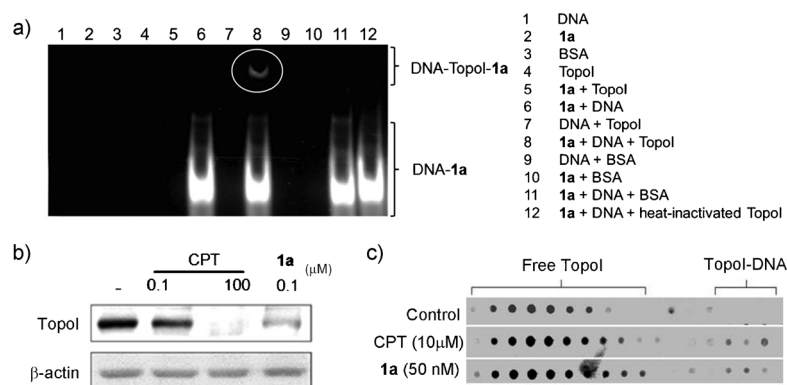 a)
1 2 3 4 5 6 7 8 9 10 11 12
DNA-TopoI-1a
DNA-1a
1 DNA
2 1a
3 BSA
4 TopoI
5 1a + TopoI
6 1a + DNA
7 DNA + TopoI
8 1a + DNA + TopoI
9 DNA + BSA
10 1a + BSA
11 1a + DNA + BSA
12 1a + DNA + heat-inactivated TopoI
b)
CPT 1a (μM)
- 0.1 100 0.1
TopoI
β-actin
c)
Free TopoI TopoI-DNA
Control
CPT (10μM)
1a (50 nM)